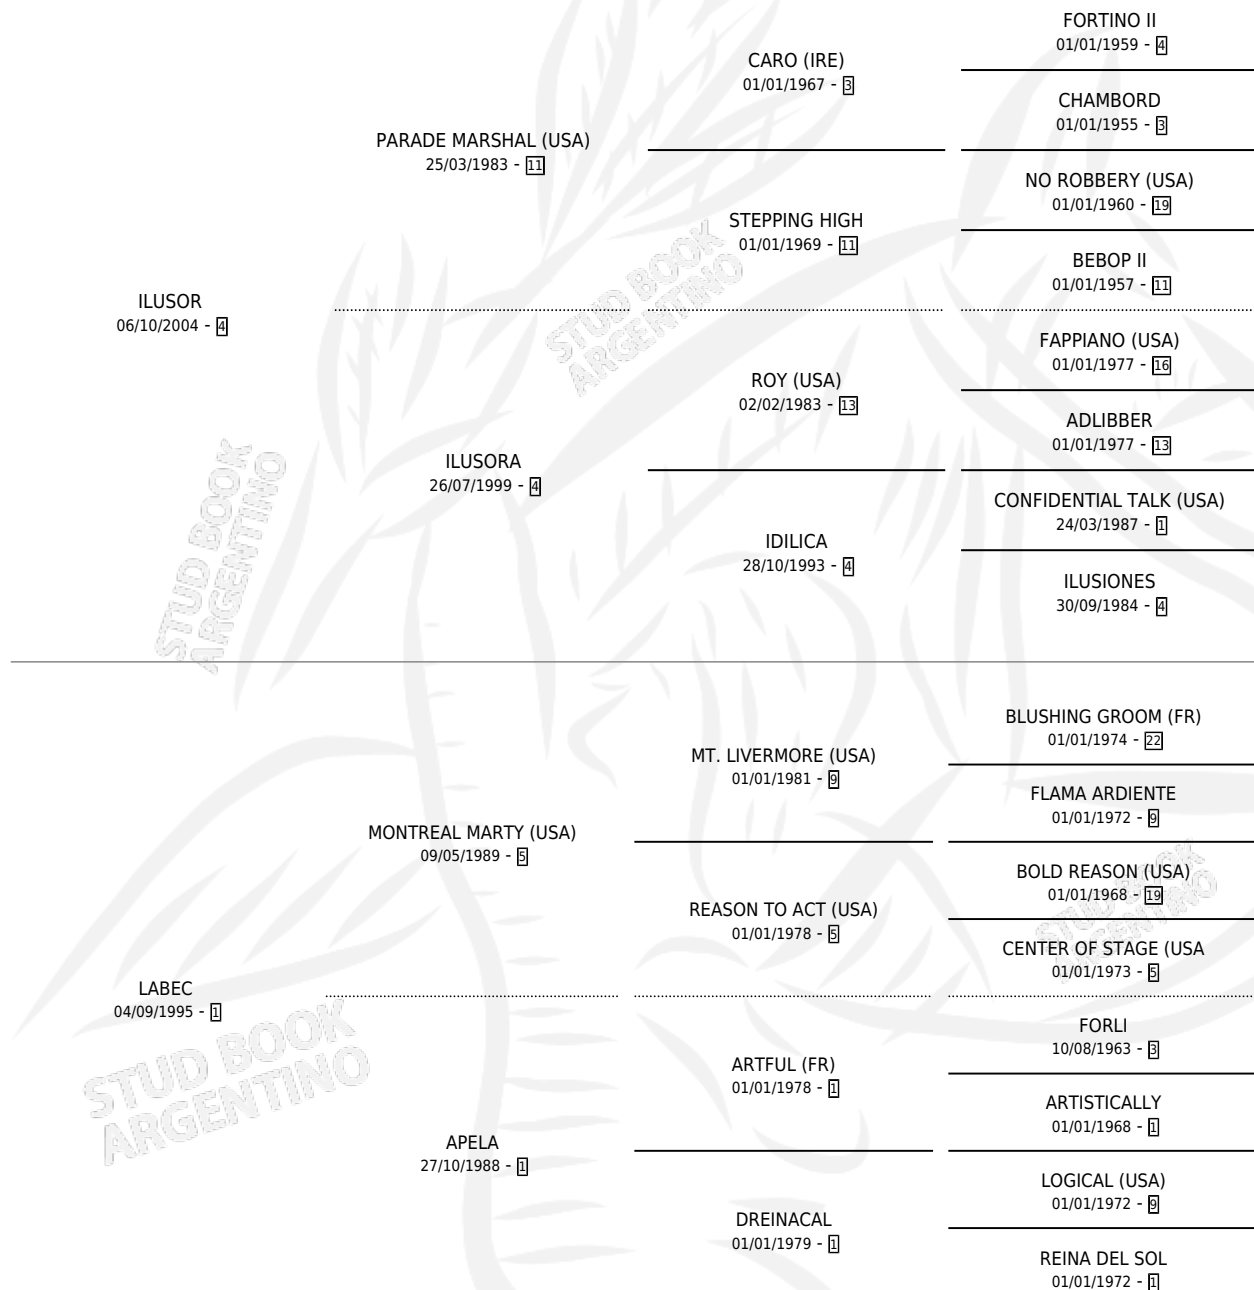 FORTINO II
01/01/1959 - 4
CARO (IRE)
01/01/1967 - 3
CHAMBORD
01/01/1955 - 3
PARADE MARSHAL (USA)
25/03/1983 - 11
NO ROBBERY (USA)
01/01/1960 - 19
STEPPING HIGH
01/01/1969 - 11
BEBOP II
01/01/1957 - 11
ILUSOR
06/10/2004 - 4
FAPPIANO (USA)
01/01/1977 - 16
ROY (USA)
02/02/1983 - 13
ADLIBBER
01/01/1977 - 13
ILUSORA
26/07/1999 - 4
CONFIDENTIAL TALK (USA)
24/03/1987 - 1
IDILICA
28/10/1993 - 4
ILUSIONES
30/09/1984 - 4
STUD BOOK
ARGENTINO
STUD BOOK
ARGENTINO
BLUSHING GROOM (FR)
01/01/1974 - 22
MT. LIVERMORE (USA)
01/01/1981 - 9
FLAMA ARDIENTE
01/01/1972 - 9
MONTREAL MARTY (USA)
09/05/1989 - 5
BOLD REASON (USA)
01/01/1968 - 19
REASON TO ACT (USA)
01/01/1978 - 5
CENTER OF STAGE (USA
01/01/1973 - 5
STUD BOOK
ARGENTINO
LABEC
04/09/1995 - 1
FORLI
10/08/1963 - 3
ARTFUL (FR)
01/01/1978 - 1
ARTISTICALLY
01/01/1968 - 1
APELA
27/10/1988 - 1
LOGICAL (USA)
01/01/1972 - 9
DREINACAL
01/01/1979 - 1
REINA DEL SOL
01/01/1972 - 1
STUD BOOK
ARGENTINO